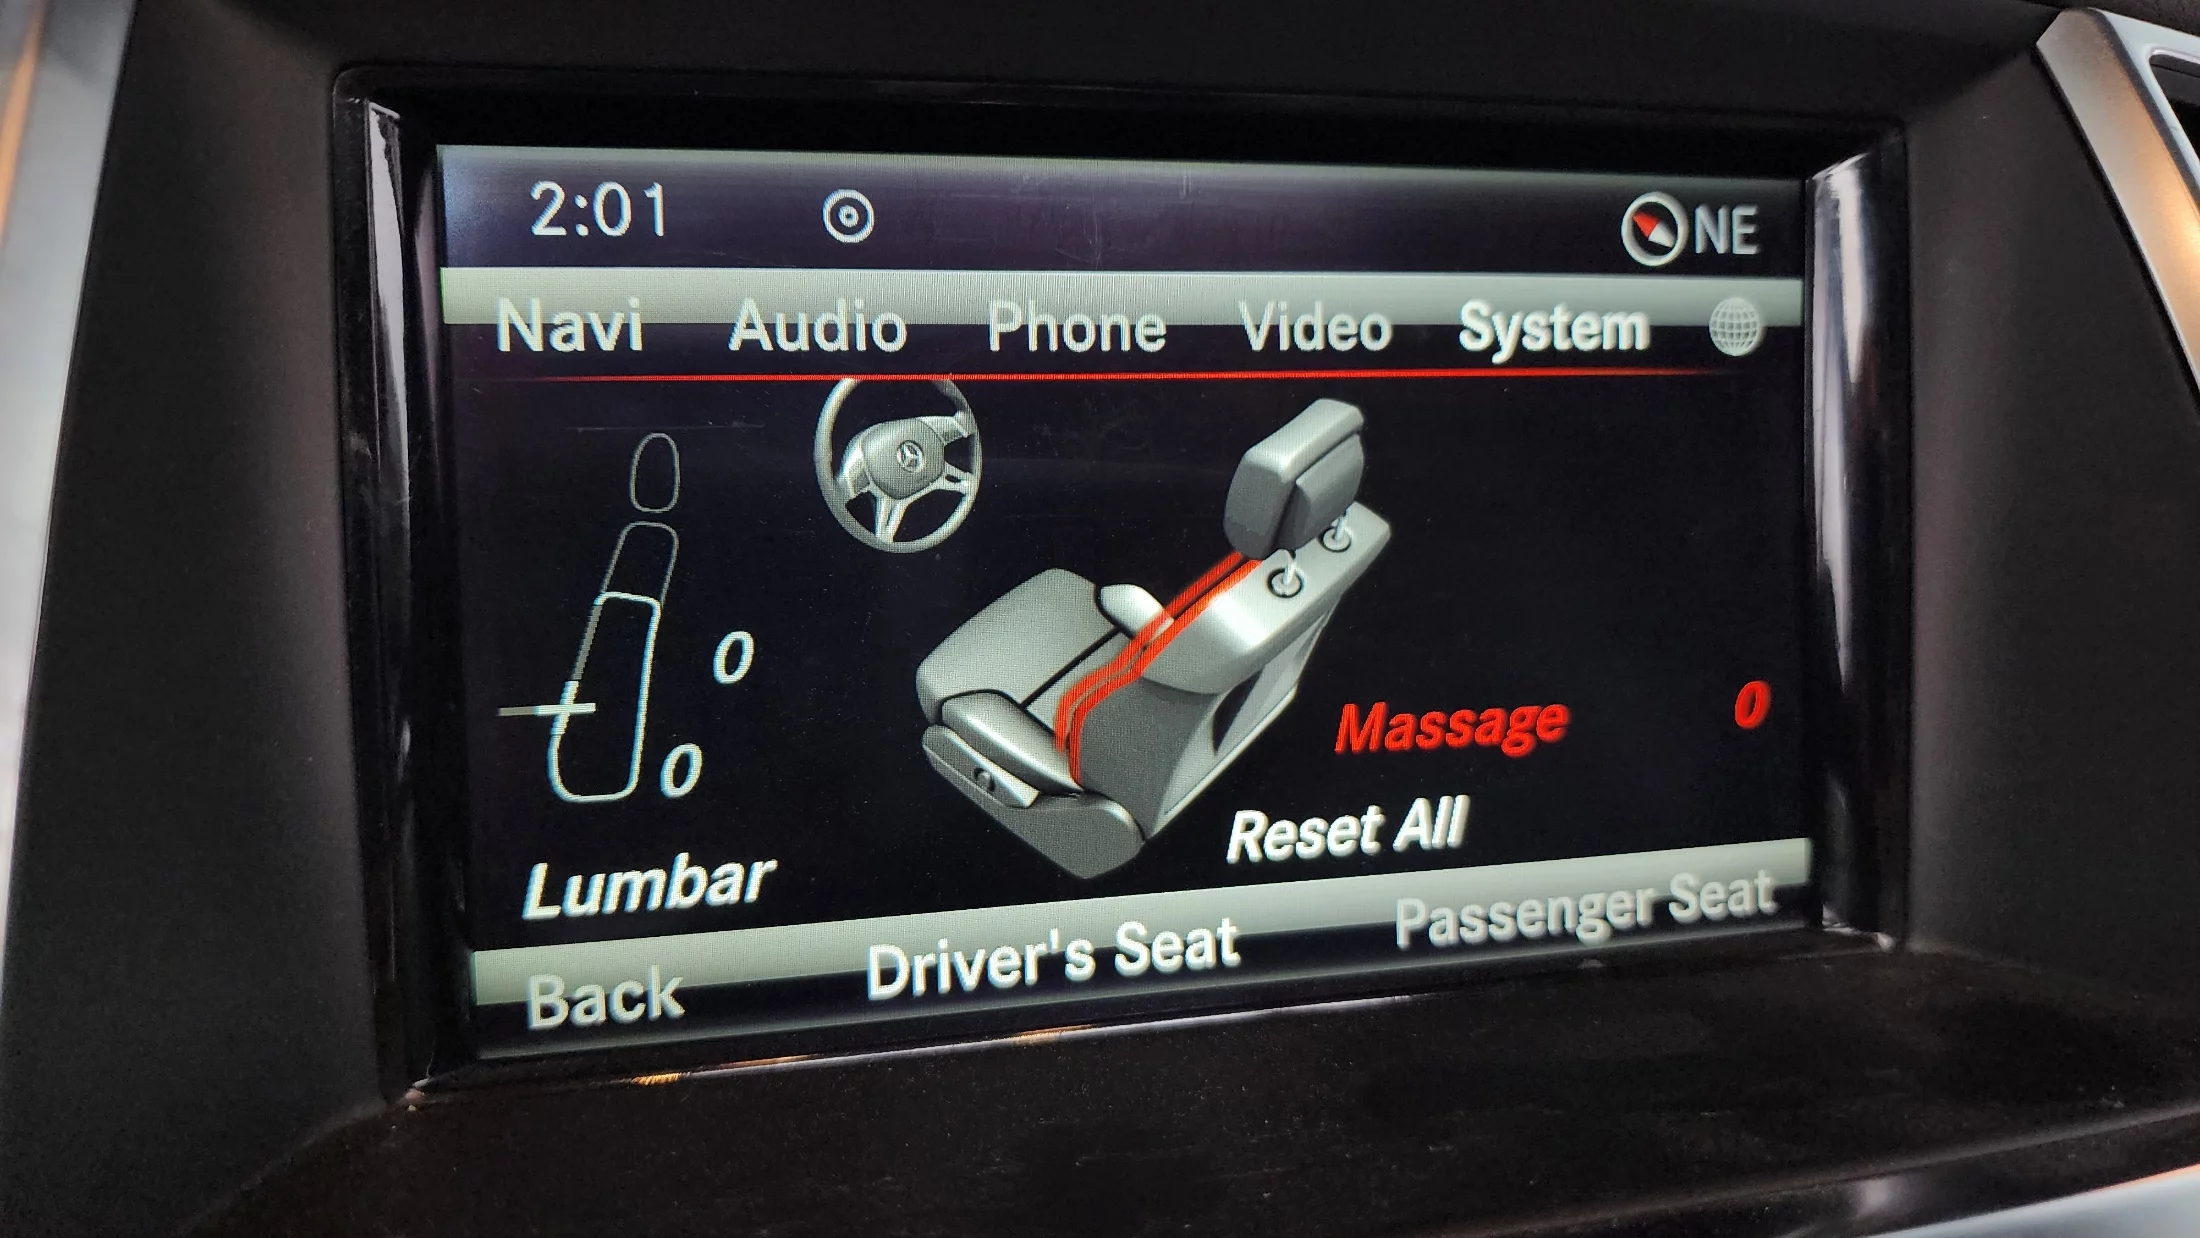 2:01 NE
Navi Audio Phone Video System
0
0
Massage 0
Reset All
Lumbar
Back Driver's Seat Passenger Seat